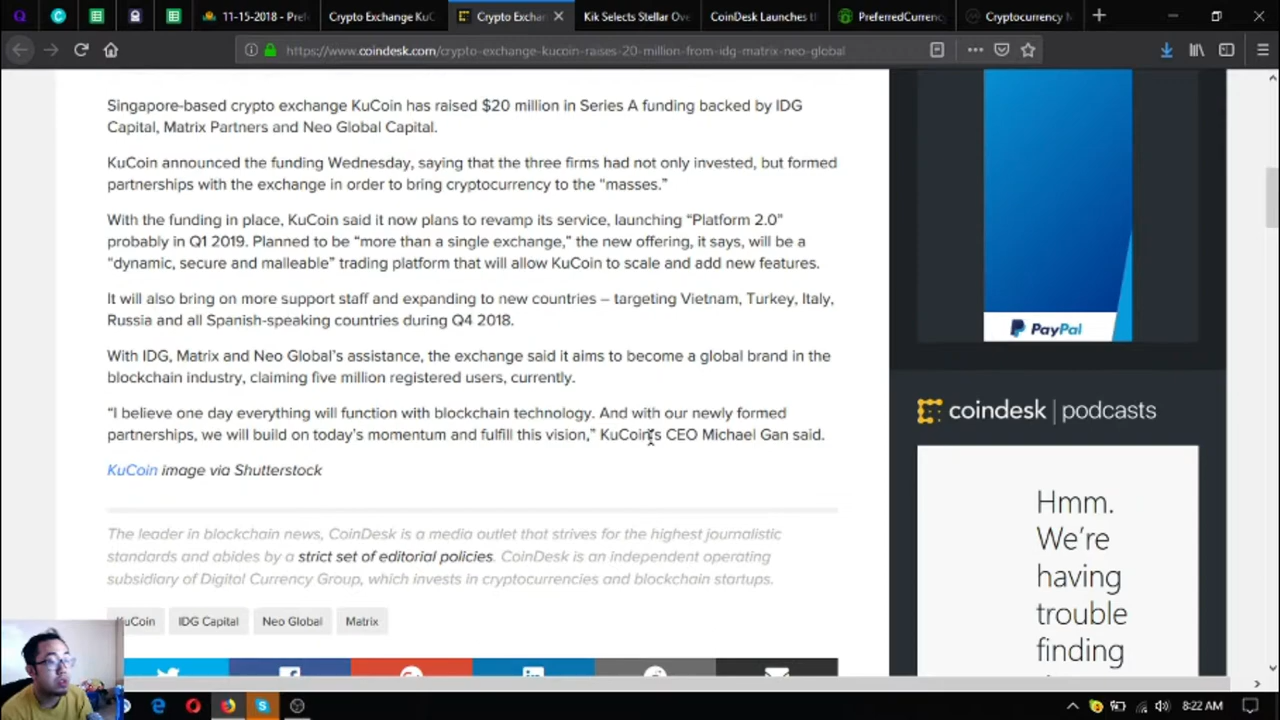 11-15-2018 - Pref
Crypto Exchange KuC
Crypto Exchan
Kik Selects Stellar Ove
CoinDesk Launches th
PreferredCurrenc
Cryptocurrency M
https://www.coindesk.com/crypto-exchange-kucoin-raises-20-million-from-idg-matrix-neo-global
Singapore-based crypto exchange KuCoin has raised $20 million in Series A funding backed by IDG
Capital, Matrix Partners and Neo Global Capital.
KuCoin announced the funding Wednesday, saying that the three firms had not only invested, but formed
partnerships with the exchange in order to bring cryptocurrency to the “masses.”
With the funding in place, KuCoin said it now plans to revamp its service, launching “Platform 2.0”
probably in Q1 2019. Planned to be “more than a single exchange,” the new offering, it says, will be a
“dynamic, secure and malleable” trading platform that will allow KuCoin to scale and add new features.
It will also bring on more support staff and expanding to new countries – targeting Vietnam, Turkey, Italy,
Russia and all Spanish-speaking countries during Q4 2018.
With IDG, Matrix and Neo Global’s assistance, the exchange said it aims to become a global brand in the
blockchain industry, claiming five million registered users, currently.
“I believe one day everything will function with blockchain technology. And with our newly formed
partnerships, we will build on today’s momentum and fulfill this vision,” KuCoin’s CEO Michael Gan said.
KuCoin image via Shutterstock
The leader in blockchain news, CoinDesk is a media outlet that strives for the highest journalistic
standards and abides by a strict set of editorial policies. CoinDesk is an independent operating
subsidiary of Digital Currency Group, which invests in cryptocurrencies and blockchain startups.
KuCoin
IDG Capital
Neo Global
Matrix
PayPal
coindesk | podcasts
Hmm.
We’re
having
trouble
finding
8:22 AM